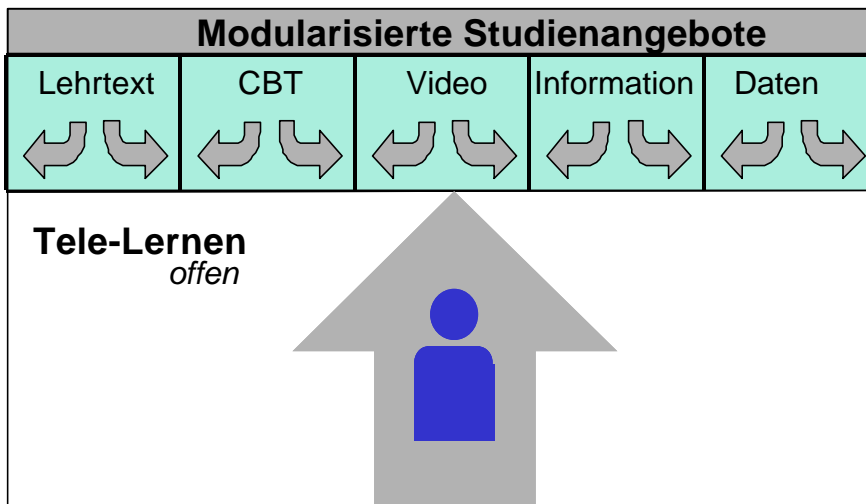 Modularisierte Studienangebote
Lehrtext CBT Video Information Daten
Tele-Lernen
offen